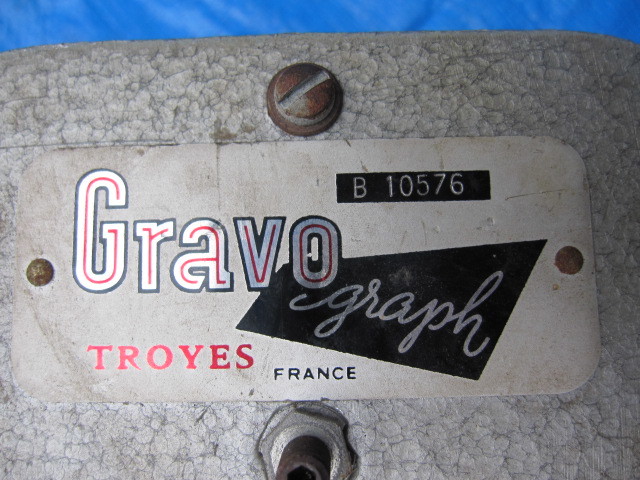 B 10576
Gravo
graph
TROYES FRANCE